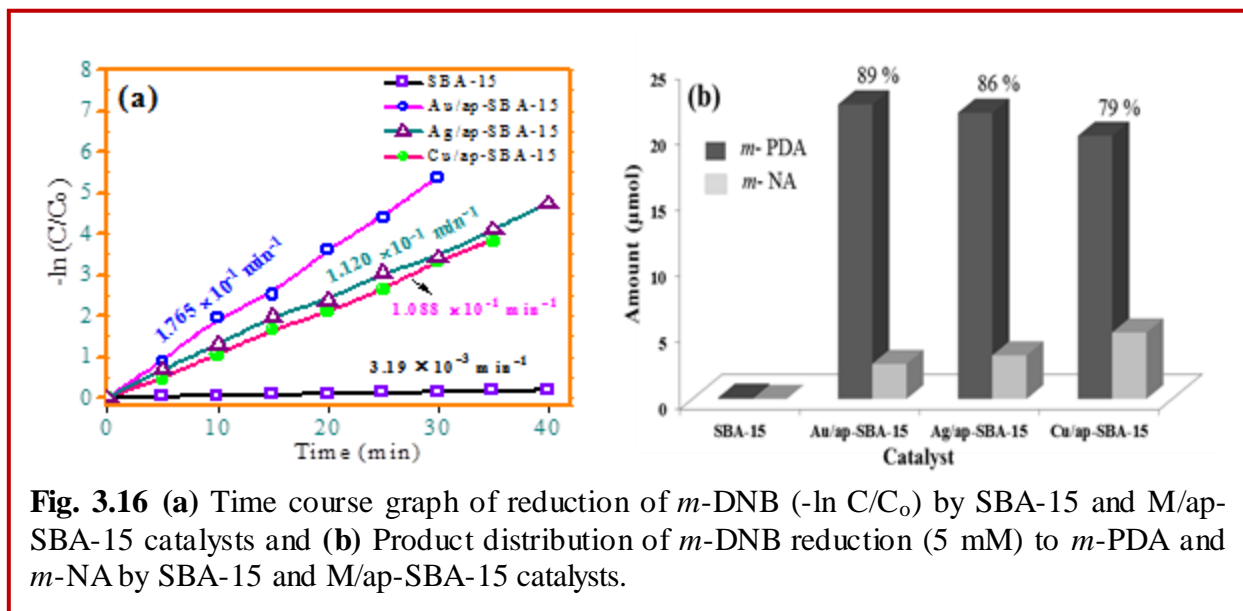 (a)
-ln (C/Co)
8
7
6
5
4
3
2
1
0
0 10 20 30 40
Time (min)
SBA-15
Au/ap-SBA-15
Ag/ap-SBA-15
Cu/ap-SBA-15
1.765 ×10⁻¹ min⁻¹
1.120 ×10⁻¹ min⁻¹
1.088 ×10⁻¹ min⁻¹
3.19 × 10⁻³ min⁻¹
(b)
Amount (µmol)
25
20
15
10
5
0
m- PDA
m- NA
89 %
86 %
79 %
SBA-15 Au/ap-SBA-15 Ag/ap-SBA-15 Cu/ap-SBA-15
Catalyst
Fig. 3.16 (a) Time course graph of reduction of m-DNB (-ln C/Co) by SBA-15 and M/ap-
SBA-15 catalysts and (b) Product distribution of m-DNB reduction (5 mM) to m-PDA and
m-NA by SBA-15 and M/ap-SBA-15 catalysts.